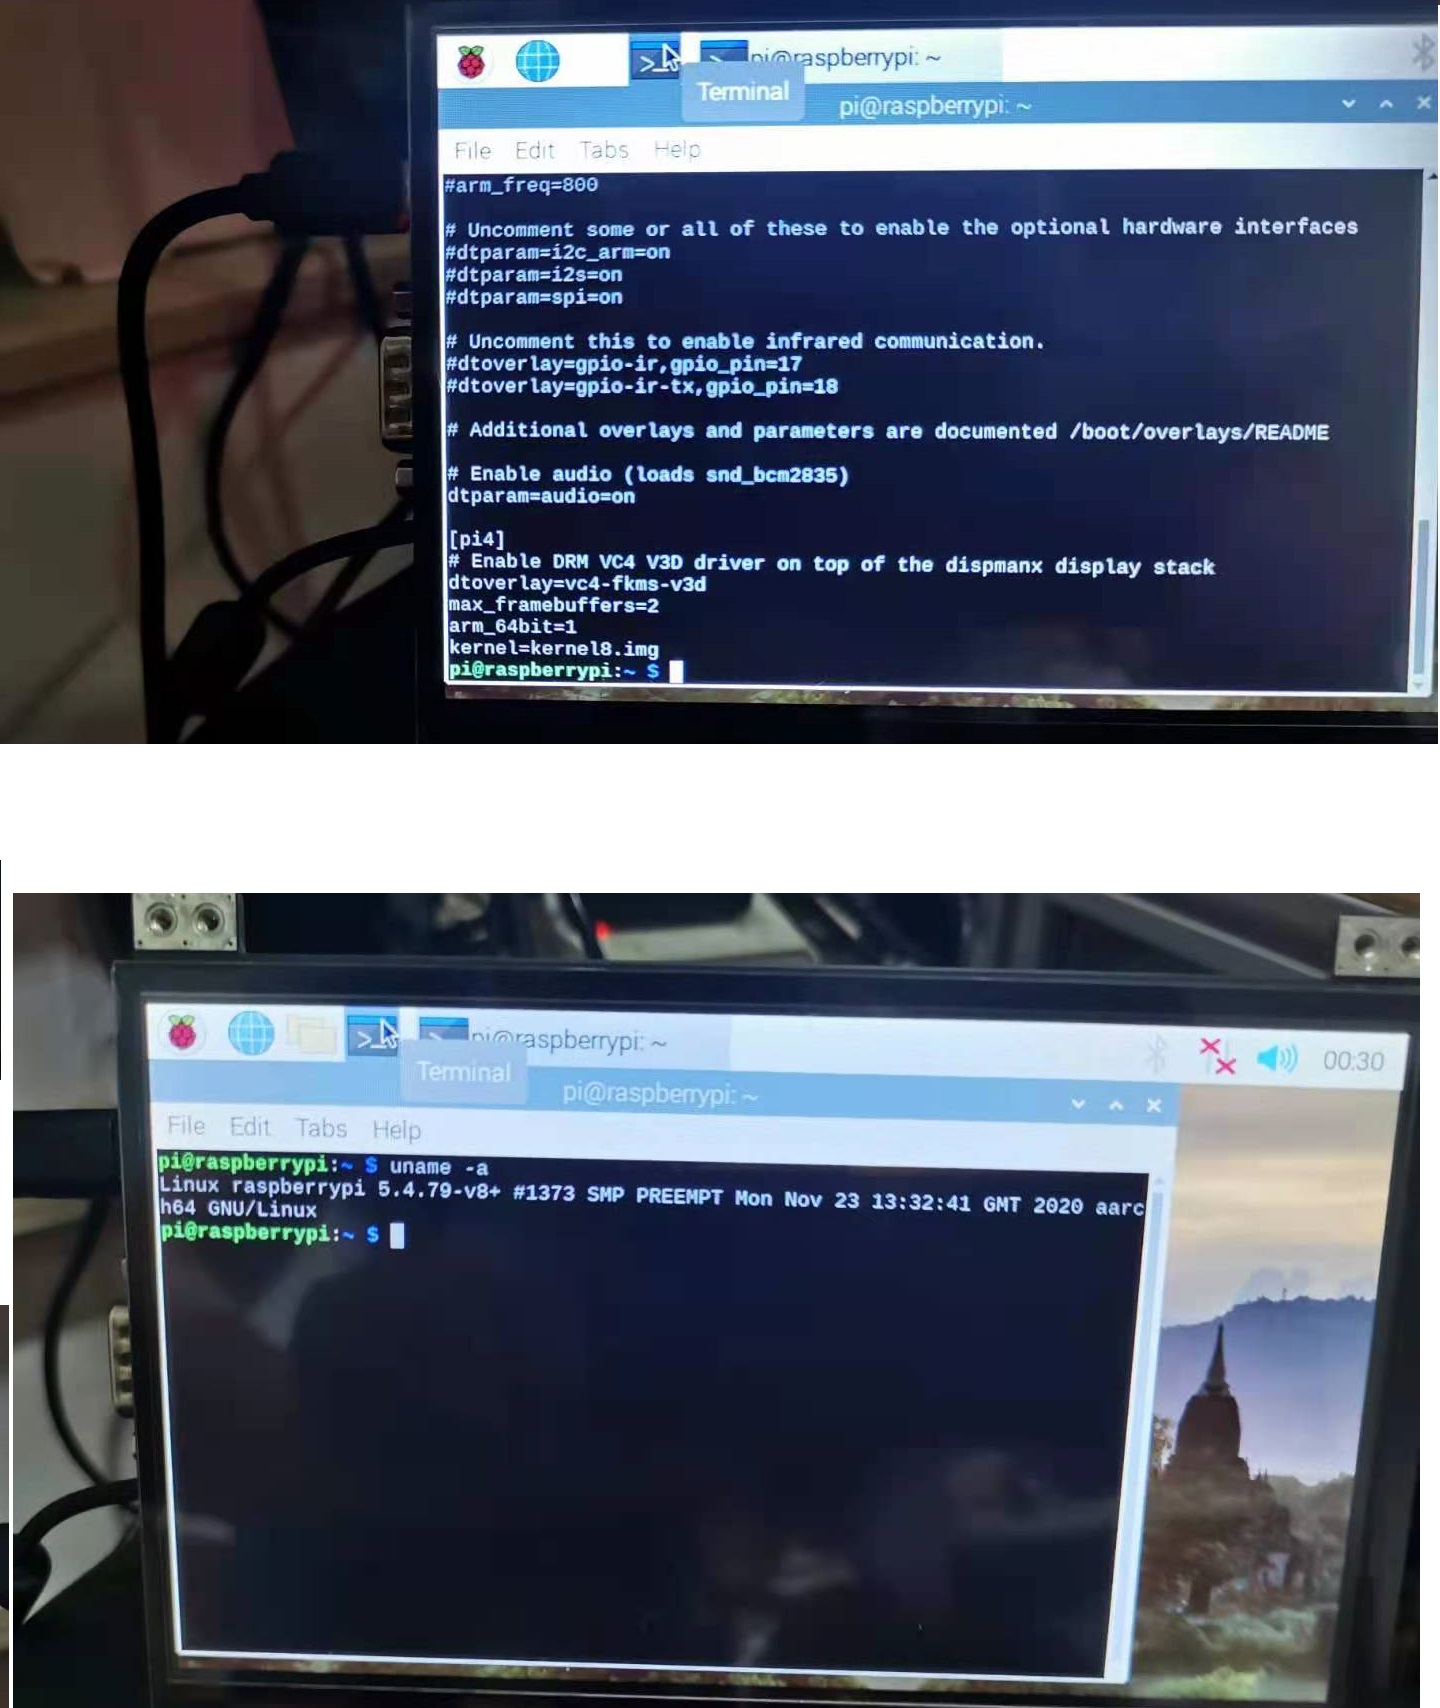 pi@raspberrypi: ~
Terminal
pi@raspberrypi: ~
File Edit Tabs Help
#arm_freq=800
# Uncomment some or all of these to enable the optional hardware interfaces
#dtparam=i2c_arm=on
#dtparam=i2s=on
#dtparam=spi=on
# Uncomment this to enable infrared communication.
#dtoverlay=gpio-ir,gpio_pin=17
#dtoverlay=gpio-ir-tx,gpio_pin=18
# Additional overlays and parameters are documented /boot/overlays/README
# Enable audio (loads snd_bcm2835)
dtparam=audio=on
[pi4]
# Enable DRM VC4 V3D driver on top of the dispmanx display stack
dtoverlay=vc4-fkms-v3d
max_framebuffers=2
arm_64bit=1
kernel=kernel8.img
pi@raspberrypi:~ $
pi@raspberrypi: ~
00:30
Terminal
pi@raspberrypi: ~
File Edit Tabs Help
pi@raspberrypi:~ $ uname -a
Linux raspberrypi 5.4.79-v8+ #1373 SMP PREEMPT Mon Nov 23 13:32:41 GMT 2020 aarc
h64 GNU/Linux
pi@raspberrypi:~ $